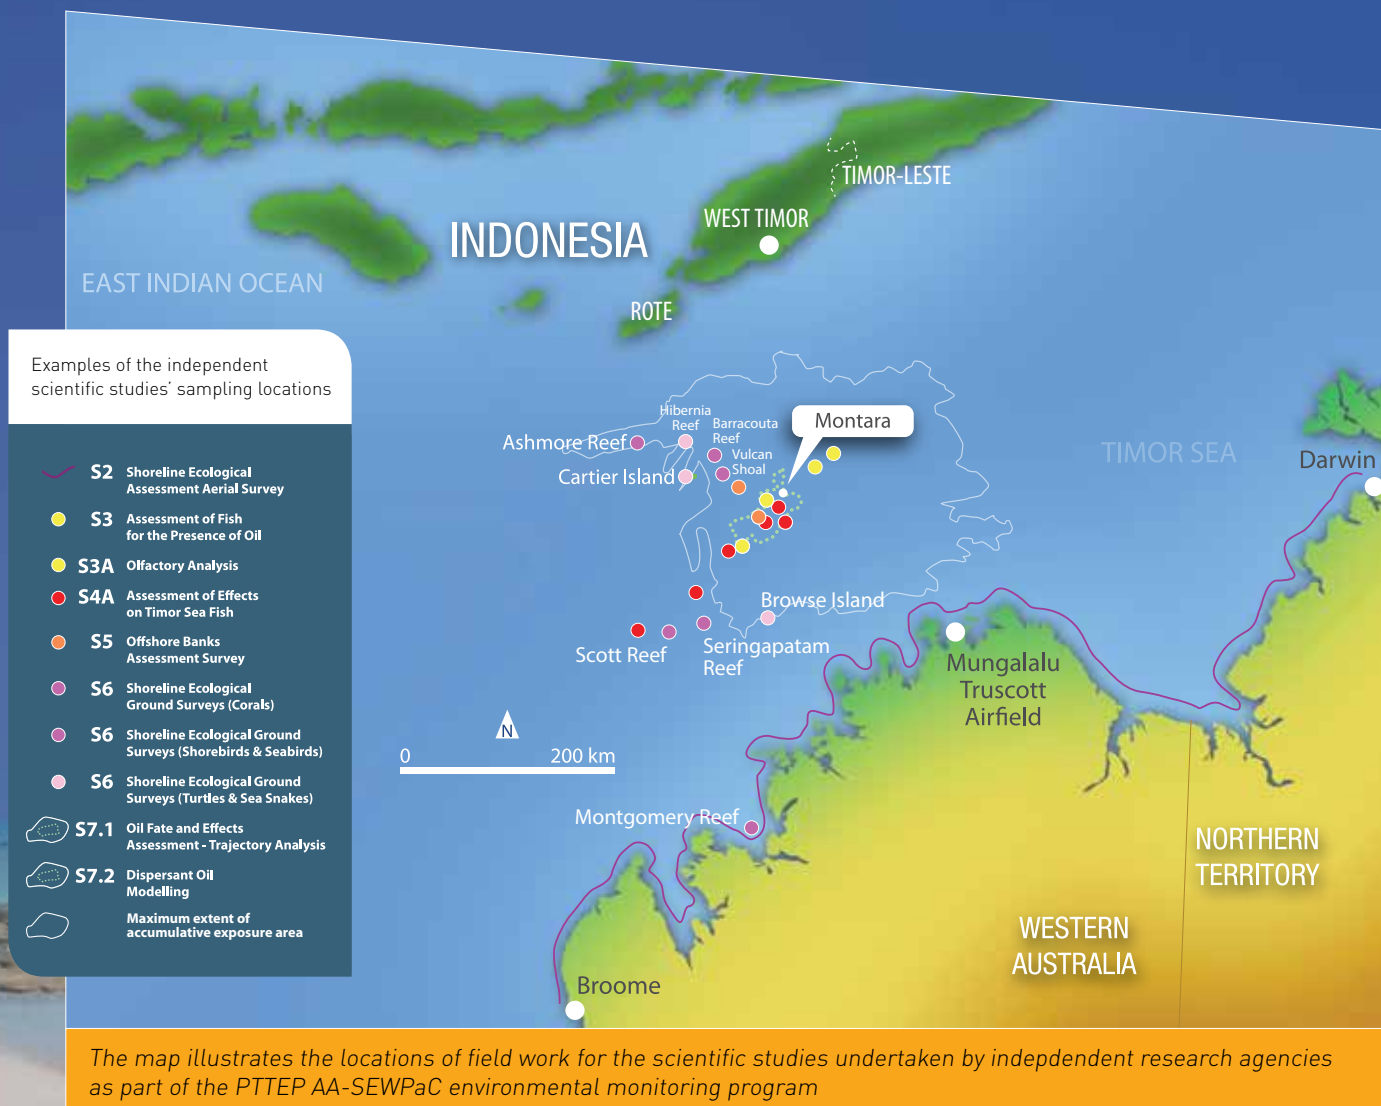 TIMOR-LESTE
WEST TIMOR
INDONESIA
EAST INDIAN OCEAN
ROTE
Examples of the independent
scientific studies’ sampling locations
S2 Shoreline Ecological
Assessment Aerial Survey
S3 Assessment of Fish
for the Presence of Oil
S3A Olfactory Analysis
S4A Assessment of Effects
on Timor Sea Fish
S5 Offshore Banks
Assessment Survey
S6 Shoreline Ecological
Ground Surveys (Corals)
S6 Shoreline Ecological Ground
Surveys (Shorebirds & Seabirds)
S6 Shoreline Ecological Ground
Surveys (Turtles & Sea Snakes)
S7.1 Oil Fate and Effects
Assessment - Trajectory Analysis
S7.2 Dispersant Oil
Modelling
Maximum extent of
accumulative exposure area
Hibernia
Reef
Barracouta
Reef
Montara
Ashmore Reef
Vulcan
Shoal
Cartier Island
TIMOR SEA
Darwin
Browse Island
Scott Reef
Seringapatam
Reef
Mungalalu
Truscott
Airfield
N
0 200 km
Montgomery Reef
NORTHERN
TERRITORY
WESTERN
AUSTRALIA
Broome
The map illustrates the locations of field work for the scientific studies undertaken by indepdendent research agencies
as part of the PTTEP AA-SEWPaC environmental monitoring program